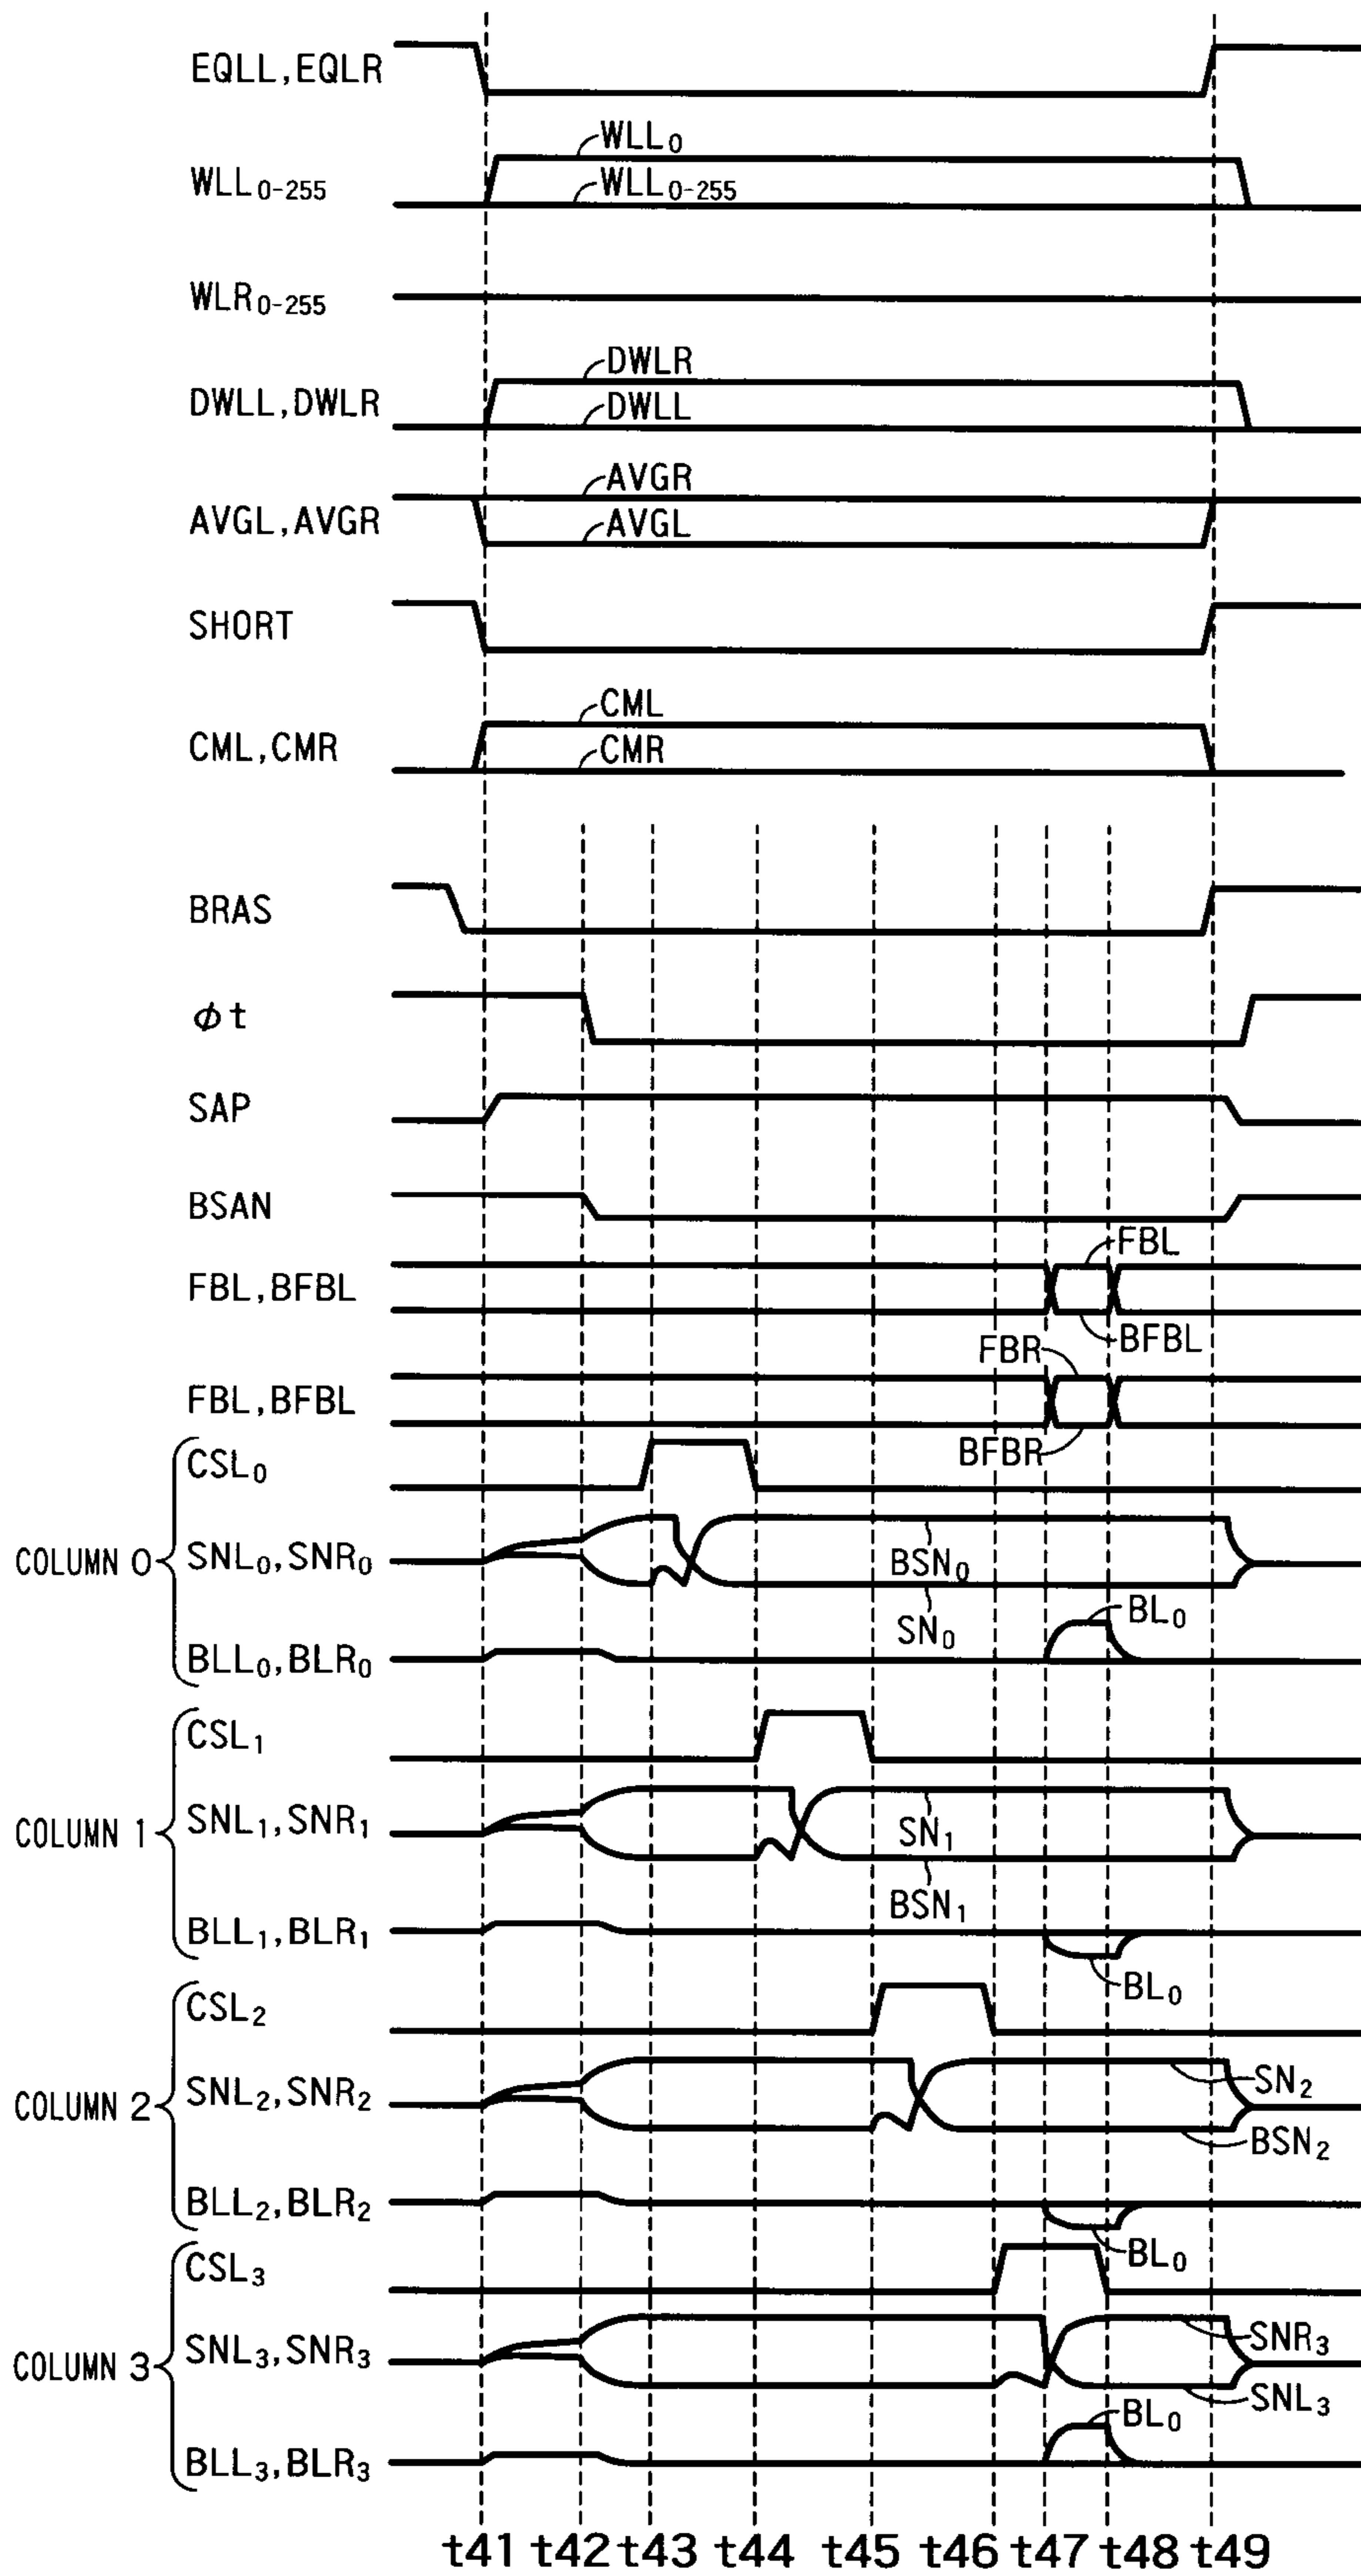 EQLL,EQLR
WLL0
WLL0-255
WLL0-255
WLR0-255
DWLR
DWLL,DWLR
DWLL
AVGR
AVGL,AVGR
AVGL
SHORT
CML
CML,CMR
CMR
BRAS
φt
SAP
BSAN
FBL
FBL,BFBL
BFBL
FBR
FBL,BFBL
BFBR
CSL0
COLUMN 0
SNL0,SNR0
BSN0
SN0
BL0
BLL0,BLR0
CSL1
COLUMN 1
SNL1,SNR1
SN1
BSN1
BLL1,BLR1
BL0
CSL2
COLUMN 2
SNL2,SNR2
SN2
BSN2
BLL2,BLR2
BL0
CSL3
COLUMN 3
SNL3,SNR3
SNR3
SNL3
BL0
BLL3,BLR3
t41 t42 t43 t44 t45 t46 t47 t48 t49